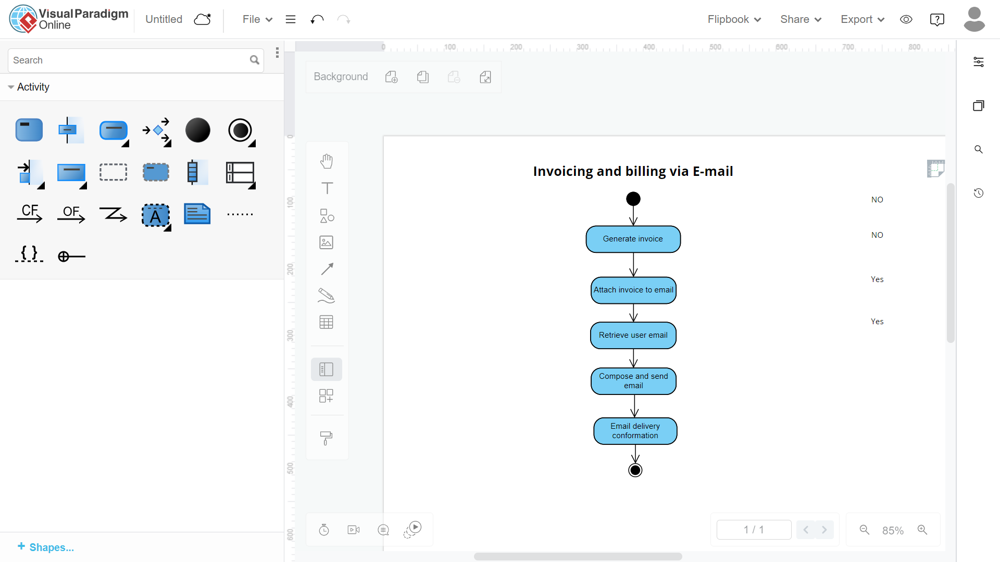 Visual Paradigm
Online
Untitled
File
Flipbook
Share
Export
Search
Activity
CF
OF
A
{ }
+ Shapes...
0 100 200 300 400 500 600 700 800
0
100
200
300
400
500
600
Background
T
Invoicing and billing via E-mail
NO
Generate invoice
NO
Attach invoice to email
Yes
Retrieve user email
Yes
Compose and send
email
Email delivery
conformation
1 / 1
85%